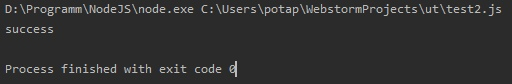 D:\Programm\NodeJS\node.exe C:\Users\potap\WebstormProjects\ut\test2.js
success
Process finished with exit code 0